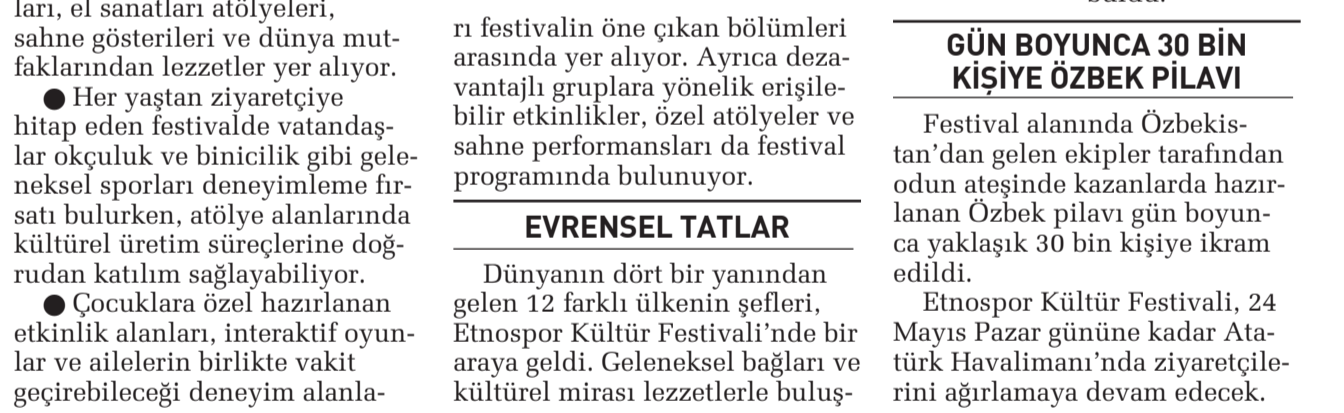 ları, el sanatları atölyeleri,
sahne gösterileri ve dünya mut-
faklarından lezzetler yer alıyor.
● Her yaştan ziyaretçiye
hitap eden festivalde vatandaş-
lar okçuluk ve binicilik gibi gele-
neksel sporları deneyimleme fır-
satı bulurken, atölye alanlarında
kültürel üretim süreçlerine doğ-
rudan katılım sağlayabiliyor.
● Çocuklara özel hazırlanan
etkinlik alanları, interaktif oyun-
lar ve ailelerin birlikte vakit
geçirebileceği deneyim alanla-
rı festivalin öne çıkan bölümleri
arasında yer alıyor. Ayrıca deza-
vantajlı gruplara yönelik erişile-
bilir etkinlikler, özel atölyeler ve
sahne performansları da festival
programında bulunuyor.
EVRENSEL TATLAR
Dünyanın dört bir yanından
gelen 12 farklı ülkenin şefleri,
Etnospor Kültür Festivali’nde bir
araya geldi. Geleneksel bağları ve
kültürel mirası lezzetlerle buluş-
GÜN BOYUNCA 30 BİN
KİŞİYE ÖZBEK PİLAVI
Festival alanında Özbekis-
tan’dan gelen ekipler tarafından
odun ateşinde kazanlarda hazır-
lanan Özbek pilavı gün boyun-
ca yaklaşık 30 bin kişiye ikram
edildi.
Etnospor Kültür Festivali, 24
Mayıs Pazar gününe kadar Ata-
türk Havalimanı’nda ziyaretçile-
rini ağırlamaya devam edecek.